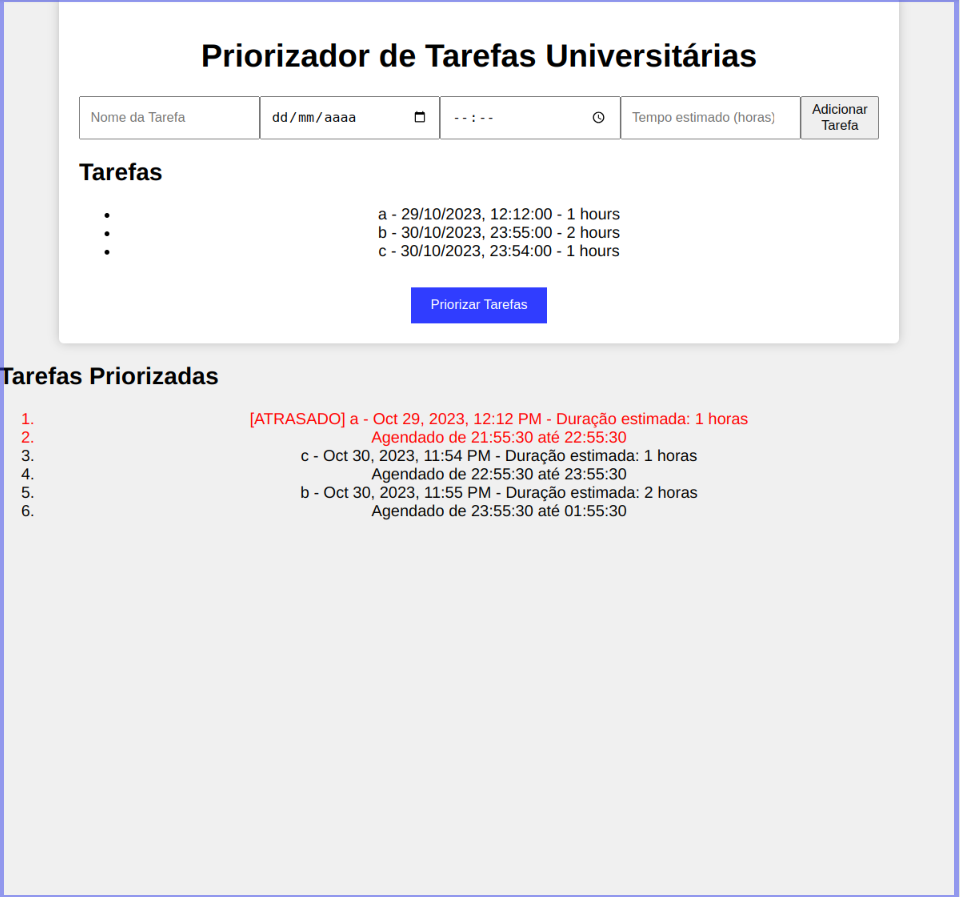 Priorizador de Tarefas Universitárias
Nome da Tarefa
dd/mm/aaaa
--:--
Tempo estimado (horas)
Adicionar
Tarefa
Tarefas
a - 29/10/2023, 12:12:00 - 1 hours
b - 30/10/2023, 23:55:00 - 2 hours
c - 30/10/2023, 23:54:00 - 1 hours
Priorizar Tarefas
Tarefas Priorizadas
1. [ATRASADO] a - Oct 29, 2023, 12:12 PM - Duração estimada: 1 horas
2. Agendado de 21:55:30 até 22:55:30
3. c - Oct 30, 2023, 11:54 PM - Duração estimada: 1 horas
4. Agendado de 22:55:30 até 23:55:30
5. b - Oct 30, 2023, 11:55 PM - Duração estimada: 2 horas
6. Agendado de 23:55:30 até 01:55:30